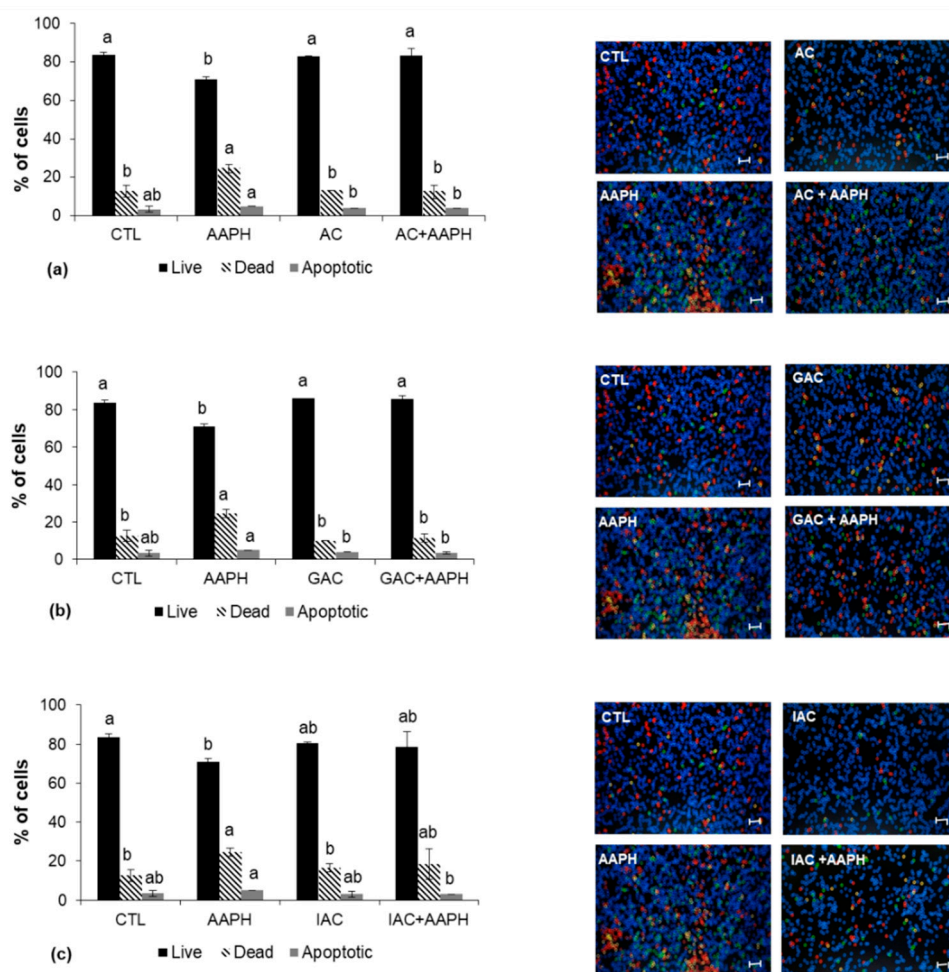 100
80
60
40
20
0
% of cells
a b a a
b a b b
ab a b b
CTL AAPH AC AC+AAPH
(a)
Live Dead Apoptotic
CTL AC
AAPH AC + AAPH
100
80
60
40
20
0
% of cells
a b a a
b a b b
ab a b b
CTL AAPH GAC GAC+AAPH
(b)
Live Dead Apoptotic
CTL GAC
AAPH GAC + AAPH
100
80
60
40
20
0
% of cells
a b ab ab
b a b ab
ab a ab b
CTL AAPH IAC IAC+AAPH
(c)
Live Dead Apoptotic
CTL IAC
AAPH IAC +AAPH